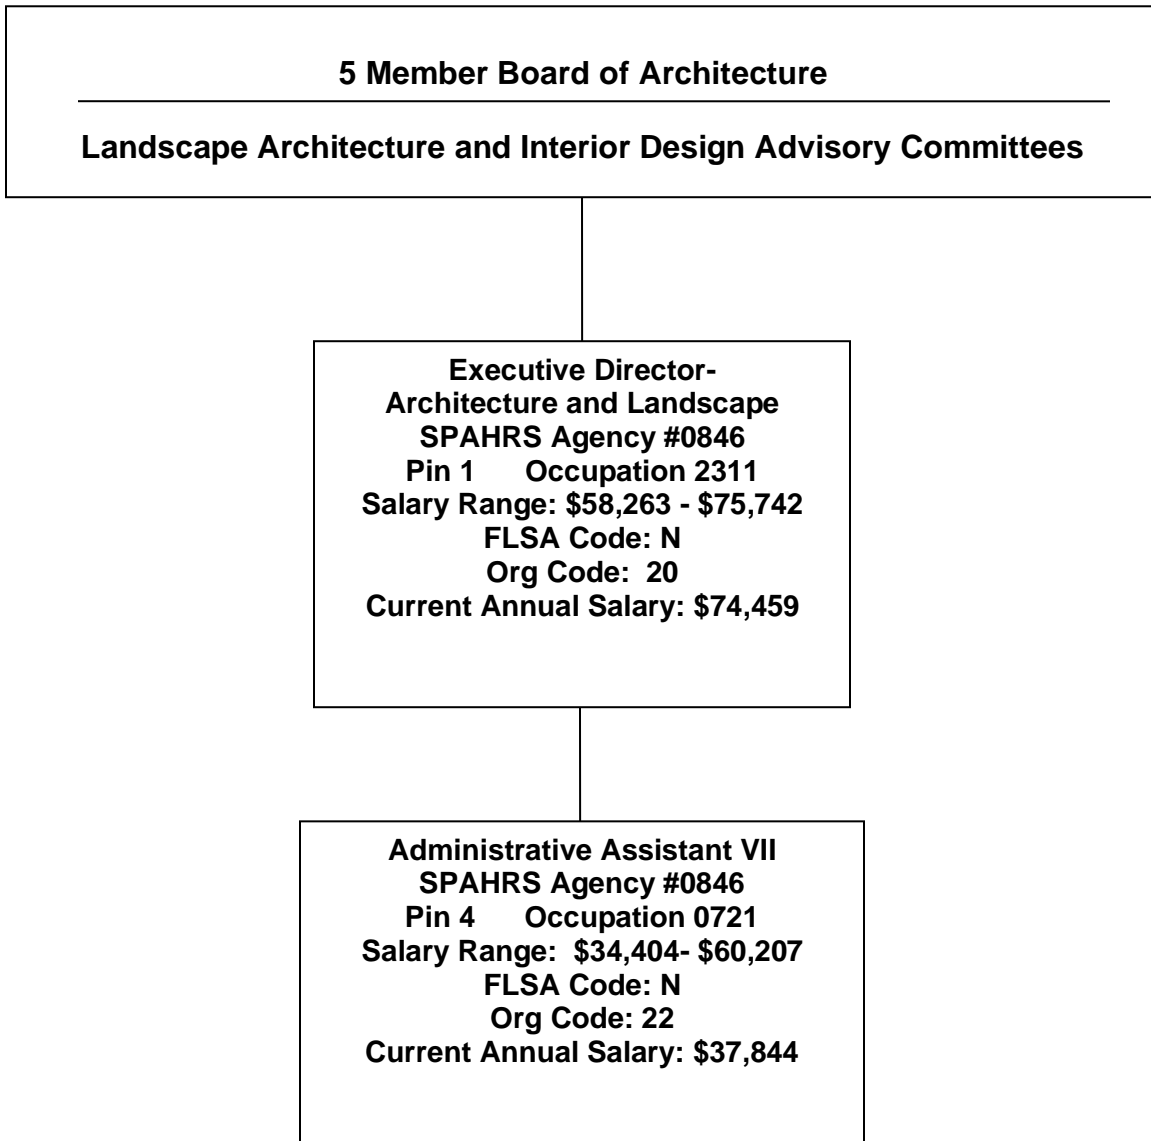 5 Member Board of Architecture
Landscape Architecture and Interior Design Advisory Committees
Executive Director-
Architecture and Landscape
SPAHRS Agency #0846
Pin 1 Occupation 2311
Salary Range: $58,263 - $75,742
FLSA Code: N
Org Code: 20
Current Annual Salary: $74,459
Administrative Assistant VII
SPAHRS Agency #0846
Pin 4 Occupation 0721
Salary Range: $34,404- $60,207
FLSA Code: N
Org Code: 22
Current Annual Salary: $37,844